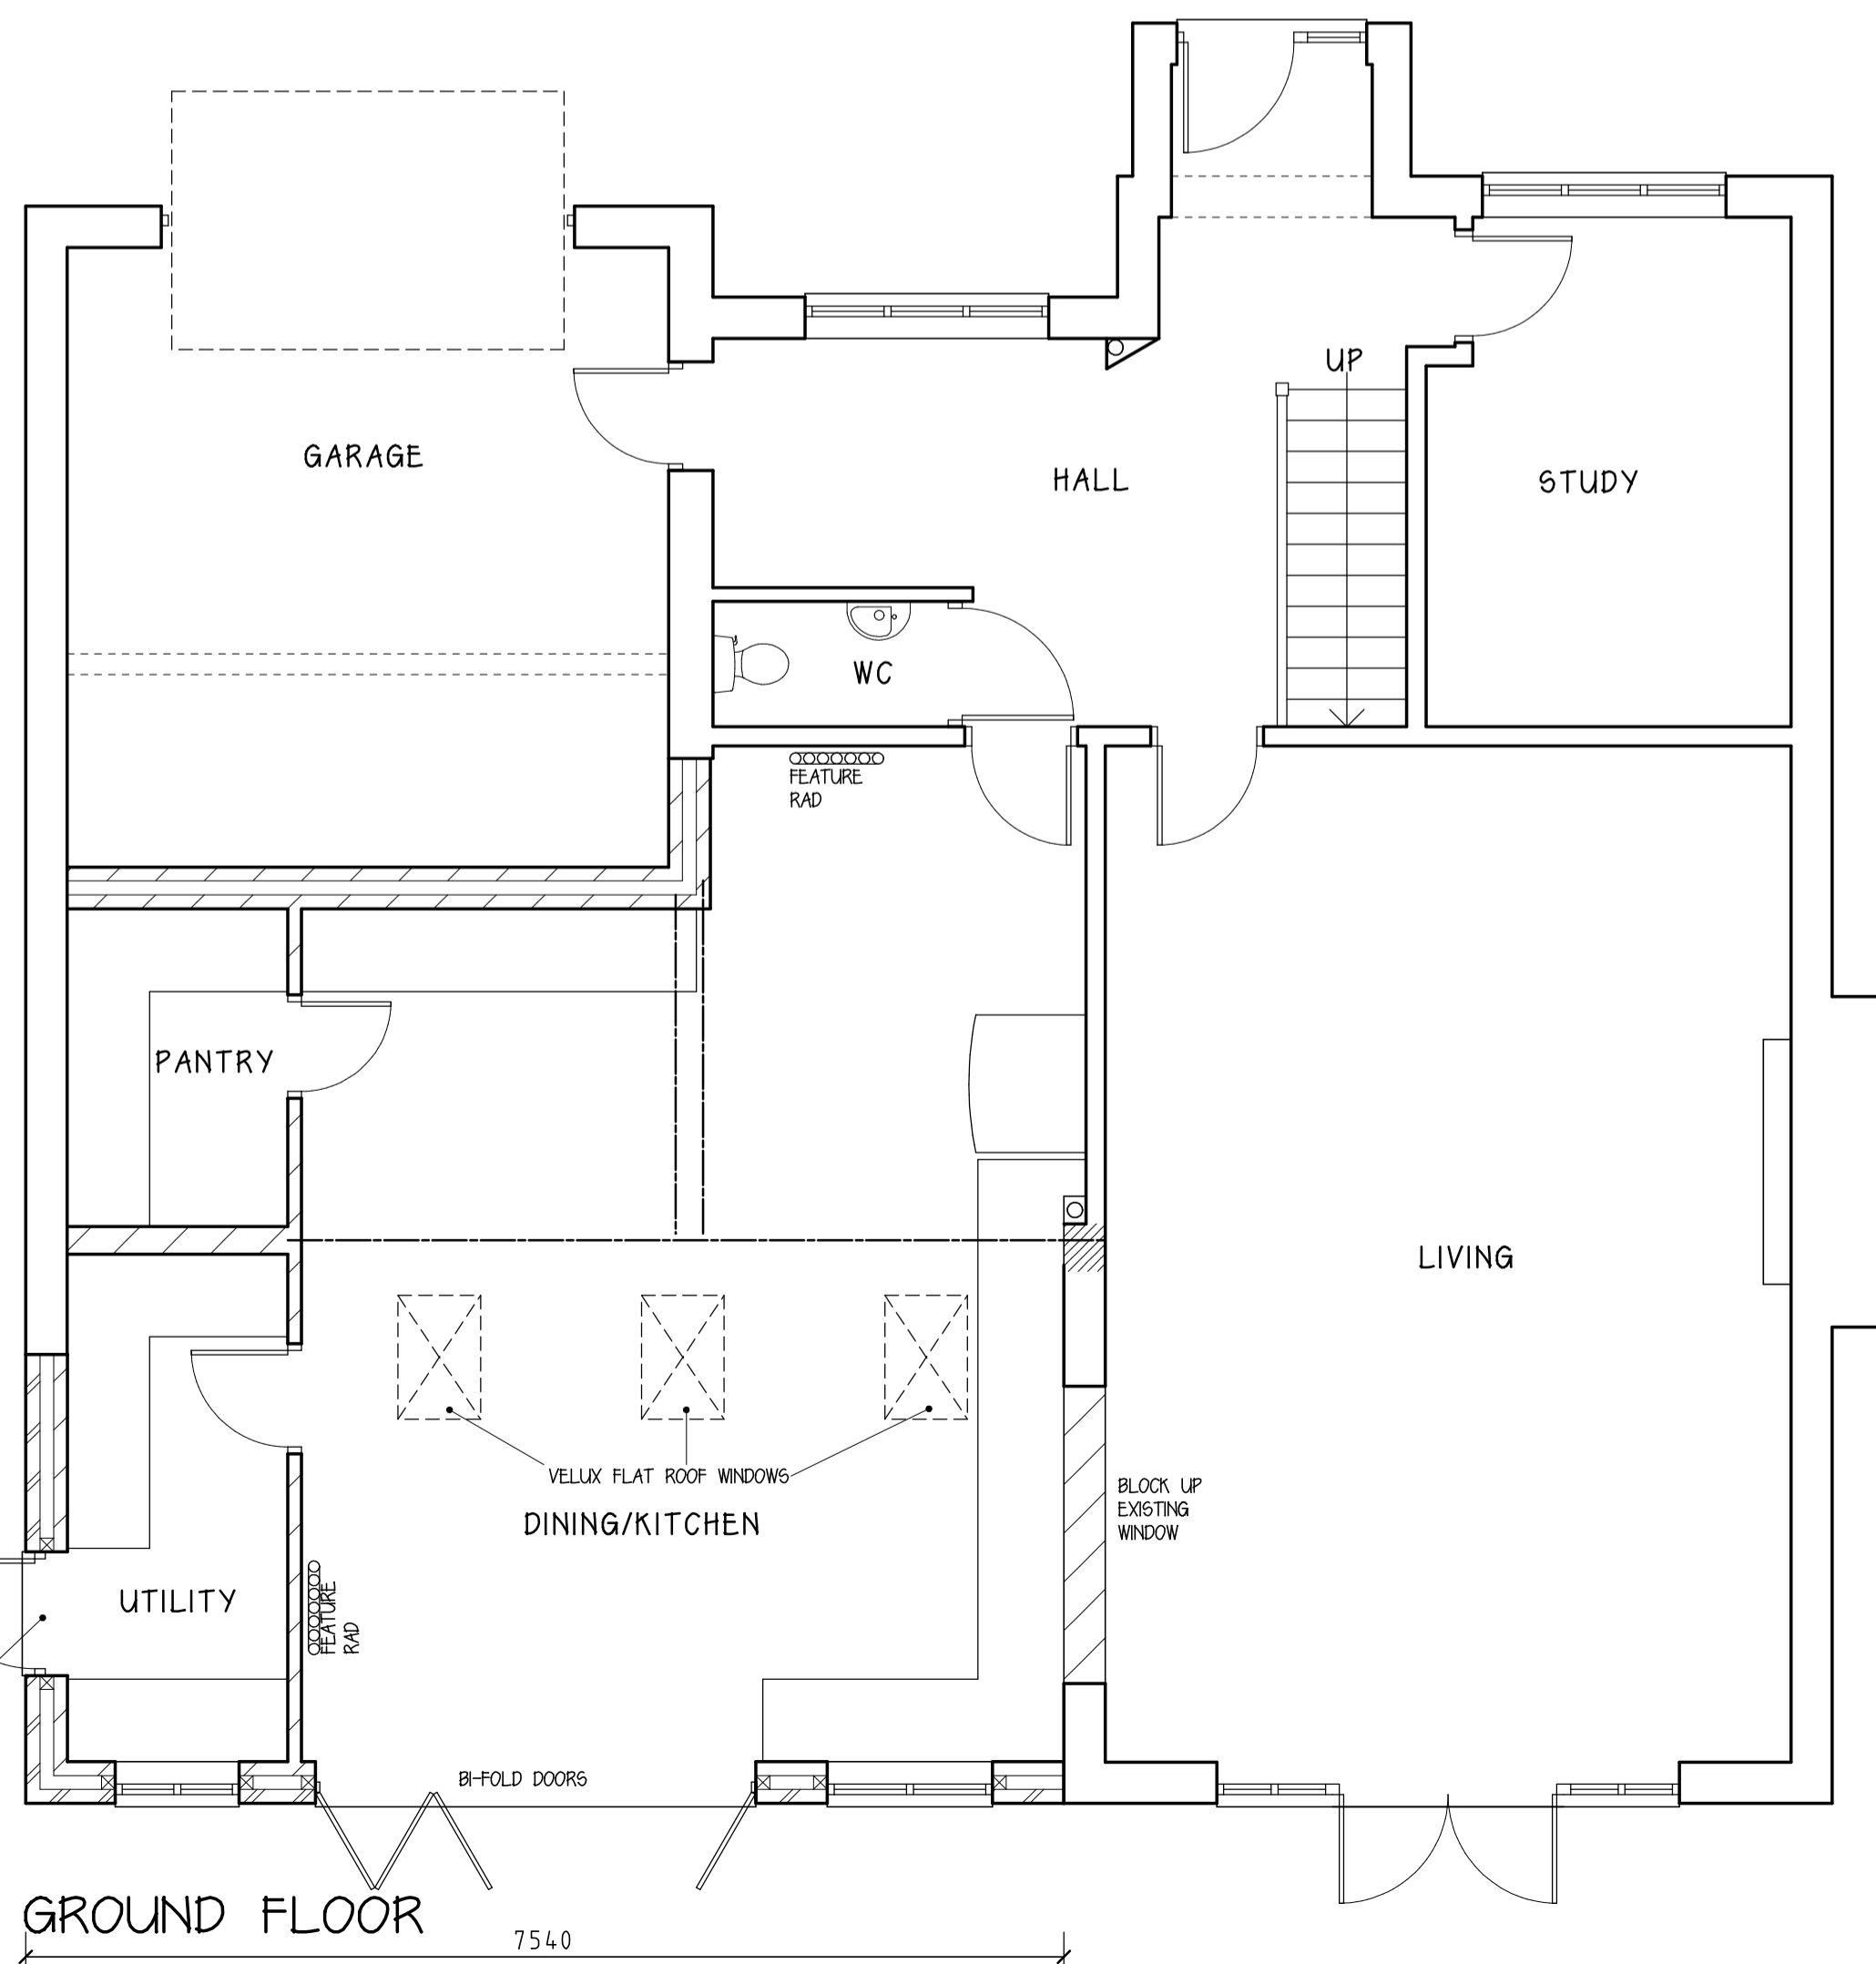 UP
GARAGE
HALL
STUDY
WC
FEATURE
RAD
PANTRY
LIVING
VELUX FLAT ROOF WINDOWS
BLOCK UP
EXISTING
WINDOW
DINING/KITCHEN
UTILITY
FEATURE
RAD
BI-FOLD DOORS
GROUND FLOOR
7540